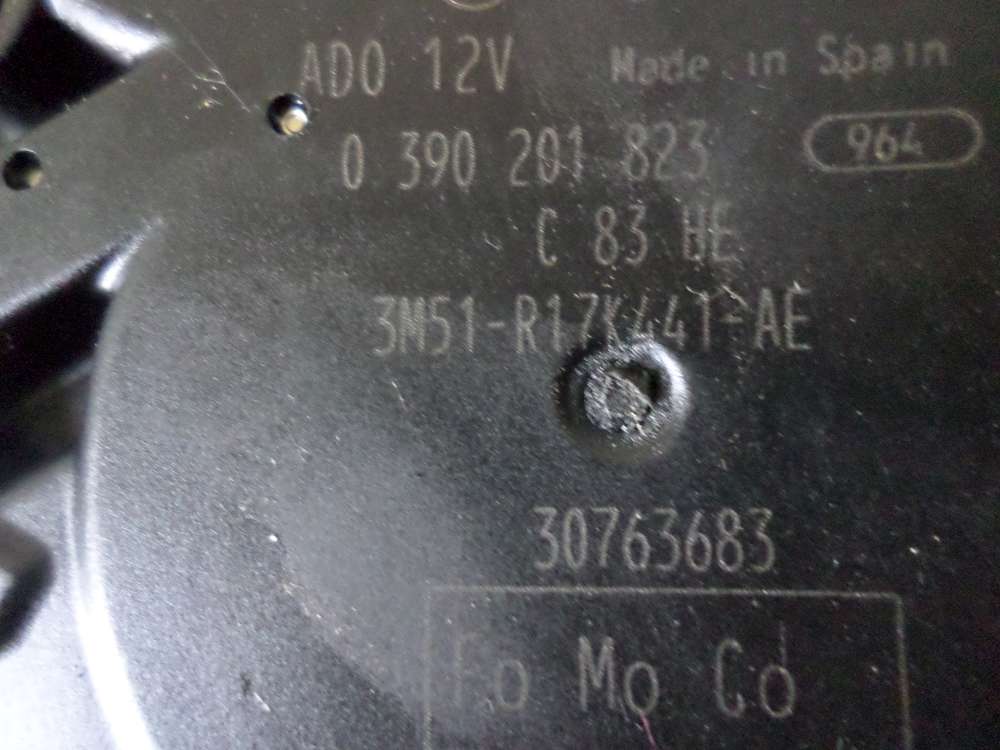 ADO 12V Made in Spain
0 390 201 823 964
C 83 HE
3M51-R17K441-AE
30763683
Fo Mo Co